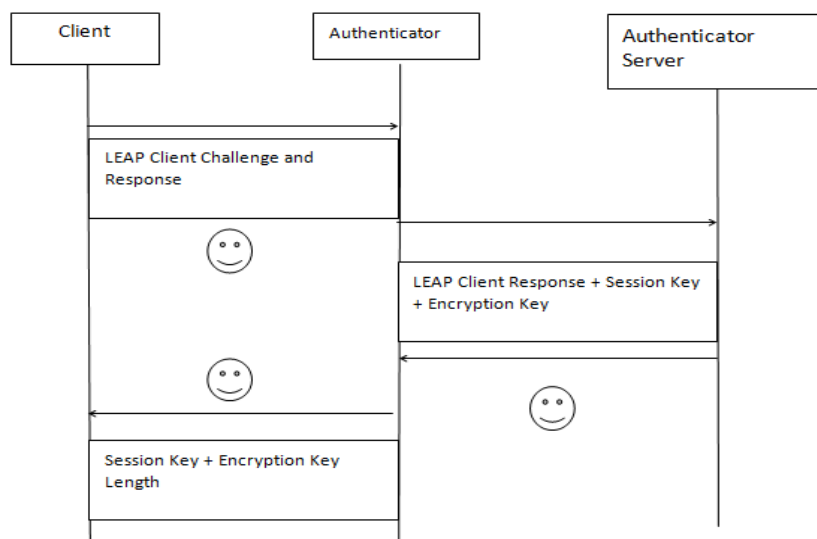 Client
Authenticator
Authenticator
Server
LEAP Client Challenge and
Response
LEAP Client Response + Session Key
+ Encryption Key
Session Key + Encryption Key
Length